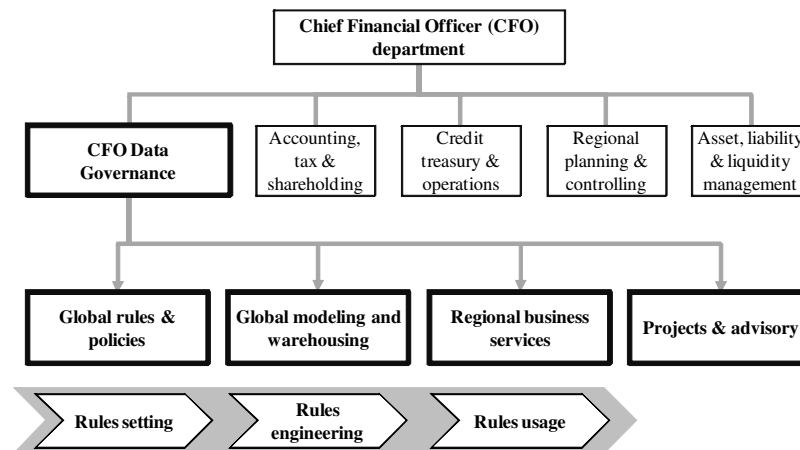 Chief Financial Officer (CFO)
department
CFO Data
Governance
Accounting,
tax &
shareholding
Credit
treasury &
operations
Regional
planning &
controlling
Asset, liability
& liquidity
management
Global rules &
policies
Global modeling and
warehousing
Regional business
services
Projects & advisory
Rules setting
Rules
engineering
Rules usage